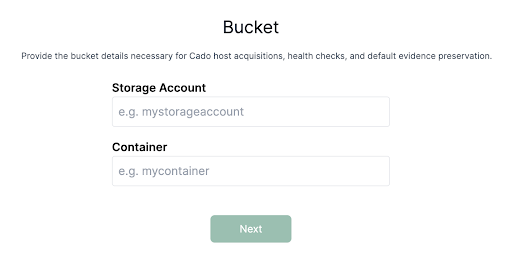 Bucket
Provide the bucket details necessary for Cado host acquisitions, health checks, and default evidence preservation.
Storage Account
e.g. mystorageaccount
Container
e.g. mycontainer
Next